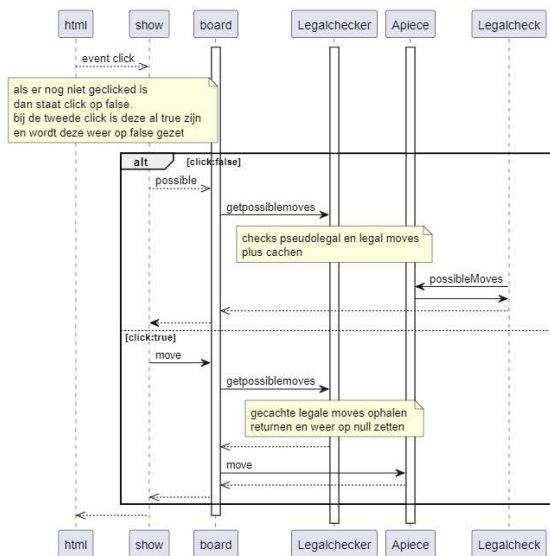 html show board Legalchecker Apiece Legalcheck
event click
als er nog niet geclicked is
dan staat click op false.
bij de tweede click is deze al true zijn
en wordt deze weer op false gezet
alt [click:false]
possible
getpossiblemoves
checks pseudolegal en legal moves
plus cachen
possibleMoves
[click:true]
move
getpossiblemoves
gecachte legale moves ophalen
returnen en weer op null zetten
move
html show board Legalchecker Apiece Legalcheck